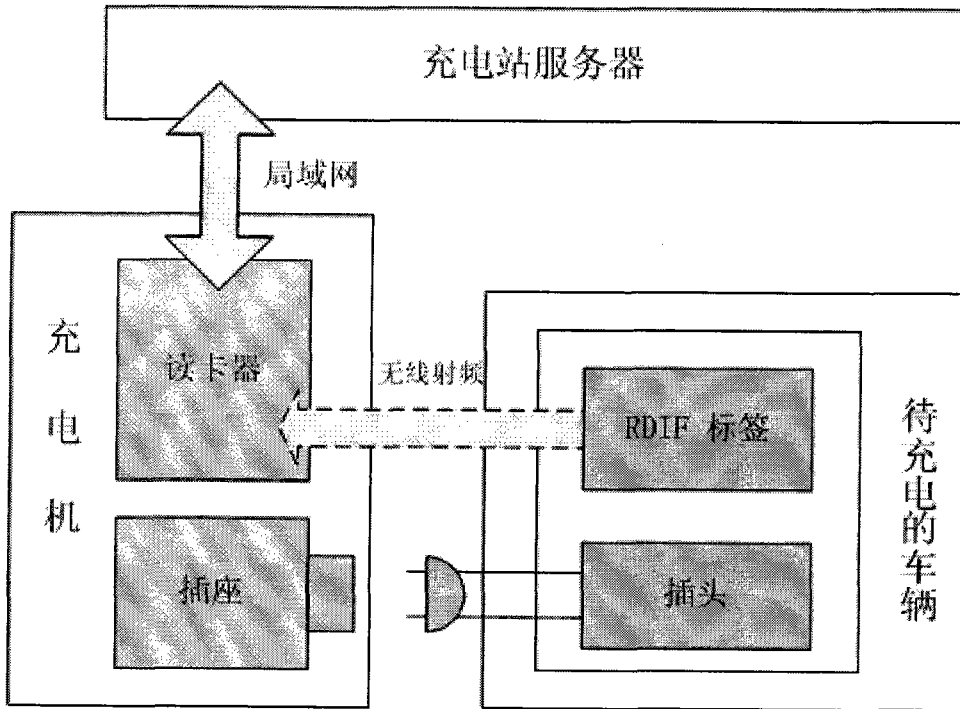 充电站服务器
局域网
充电机
读卡器
无线射频
RDIF 标签
待充电的车辆
插座
插头